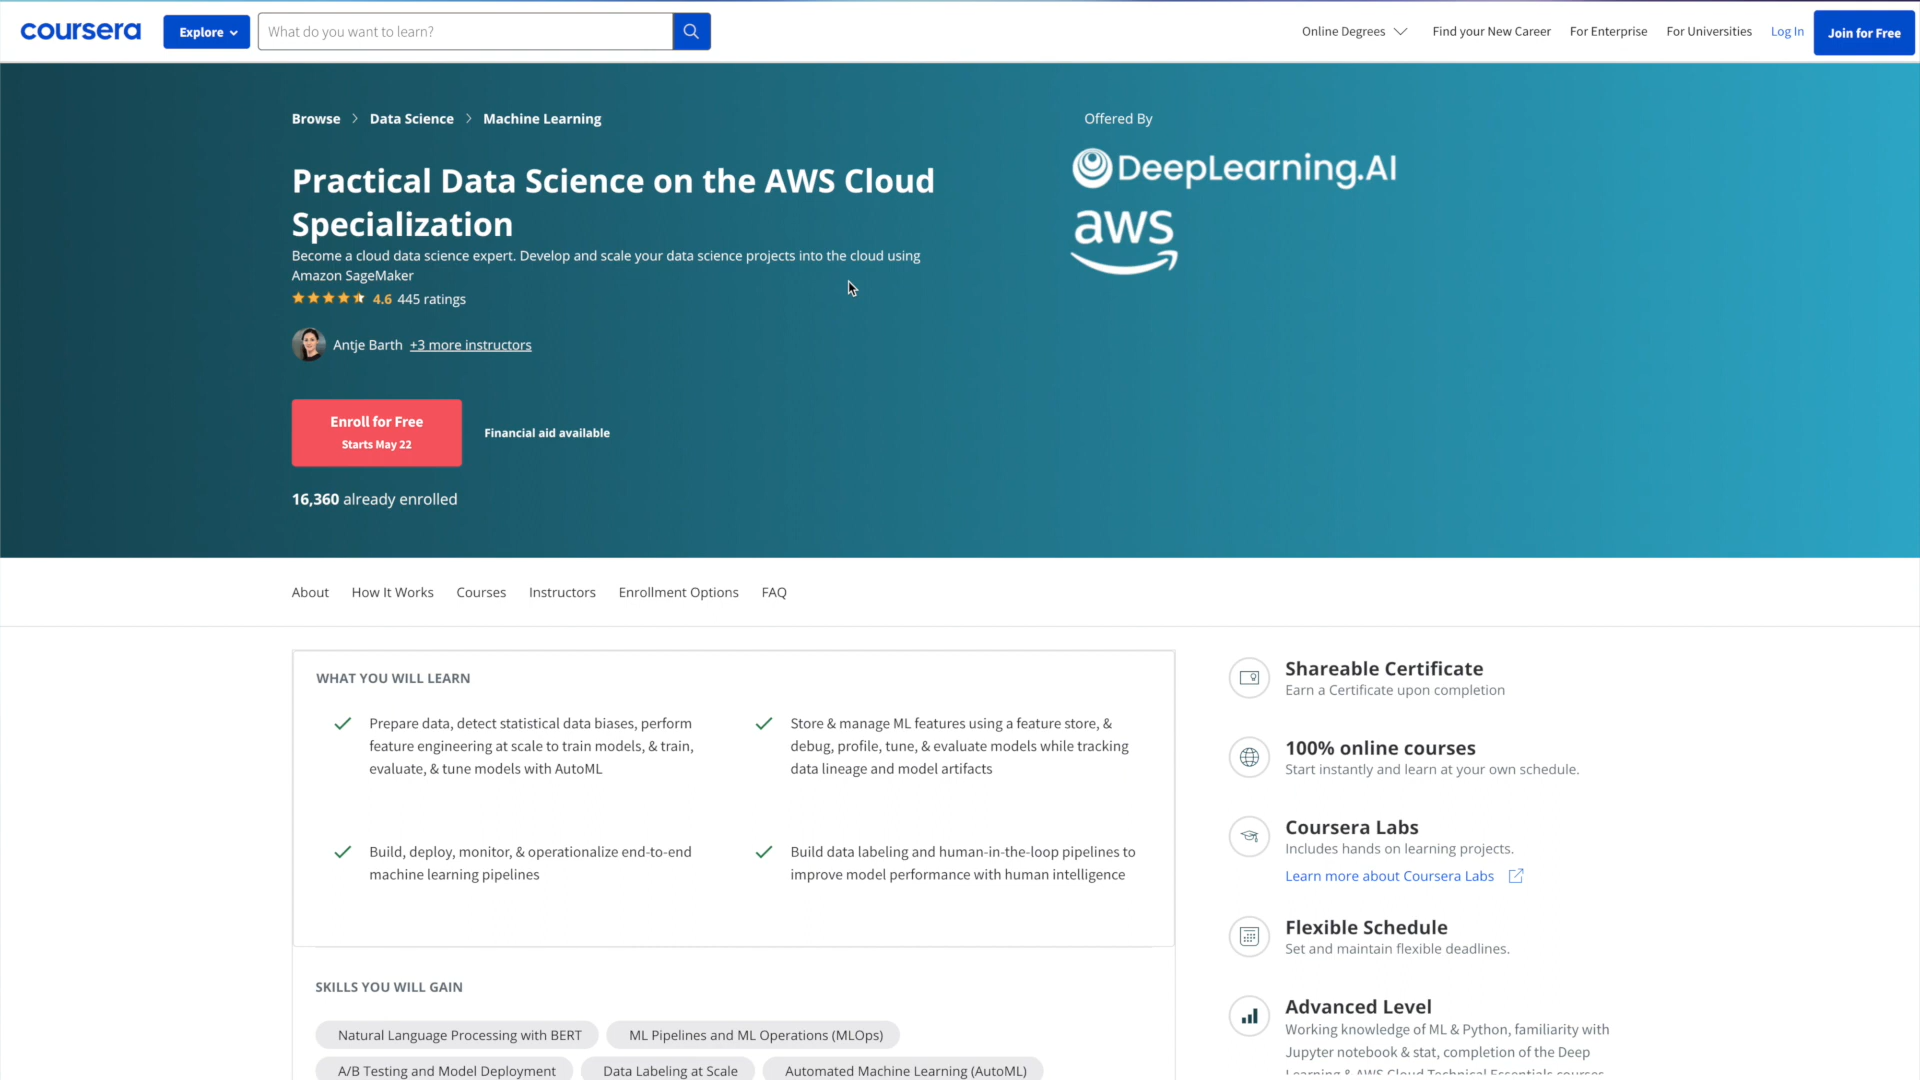 coursera
Explore
What do you want to learn?
Online Degrees
Find your New Career
For Enterprise
For Universities
Log In
Join for Free
Browse > Data Science > Machine Learning
Offered By
DeepLearning.AI
aws
Practical Data Science on the AWS Cloud
Specialization
Become a cloud data science expert. Develop and scale your data science projects into the cloud using
Amazon SageMaker
4.6 445 ratings
Antje Barth +3 more instructors
Enroll for Free
Starts May 22
Financial aid available
16,360 already enrolled
About
How It Works
Courses
Instructors
Enrollment Options
FAQ
WHAT YOU WILL LEARN
Prepare data, detect statistical data biases, perform
feature engineering at scale to train models, & train,
evaluate, & tune models with AutoML
Store & manage ML features using a feature store, &
debug, profile, tune, & evaluate models while tracking
data lineage and model artifacts
Build, deploy, monitor, & operationalize end-to-end
machine learning pipelines
Build data labeling and human-in-the-loop pipelines to
improve model performance with human intelligence
SKILLS YOU WILL GAIN
Natural Language Processing with BERT
ML Pipelines and ML Operations (MLOps)
A/B Testing and Model Deployment
Data Labeling at Scale
Automated Machine Learning (AutoML)
Shareable Certificate
Earn a Certificate upon completion
100% online courses
Start instantly and learn at your own schedule.
Coursera Labs
Includes hands on learning projects.
Learn more about Coursera Labs
Flexible Schedule
Set and maintain flexible deadlines.
Advanced Level
Working knowledge of ML & Python, familiarity with
Jupyter notebook & stat, completion of the Deep
Learning & AWS Cloud Technical Essentials courses